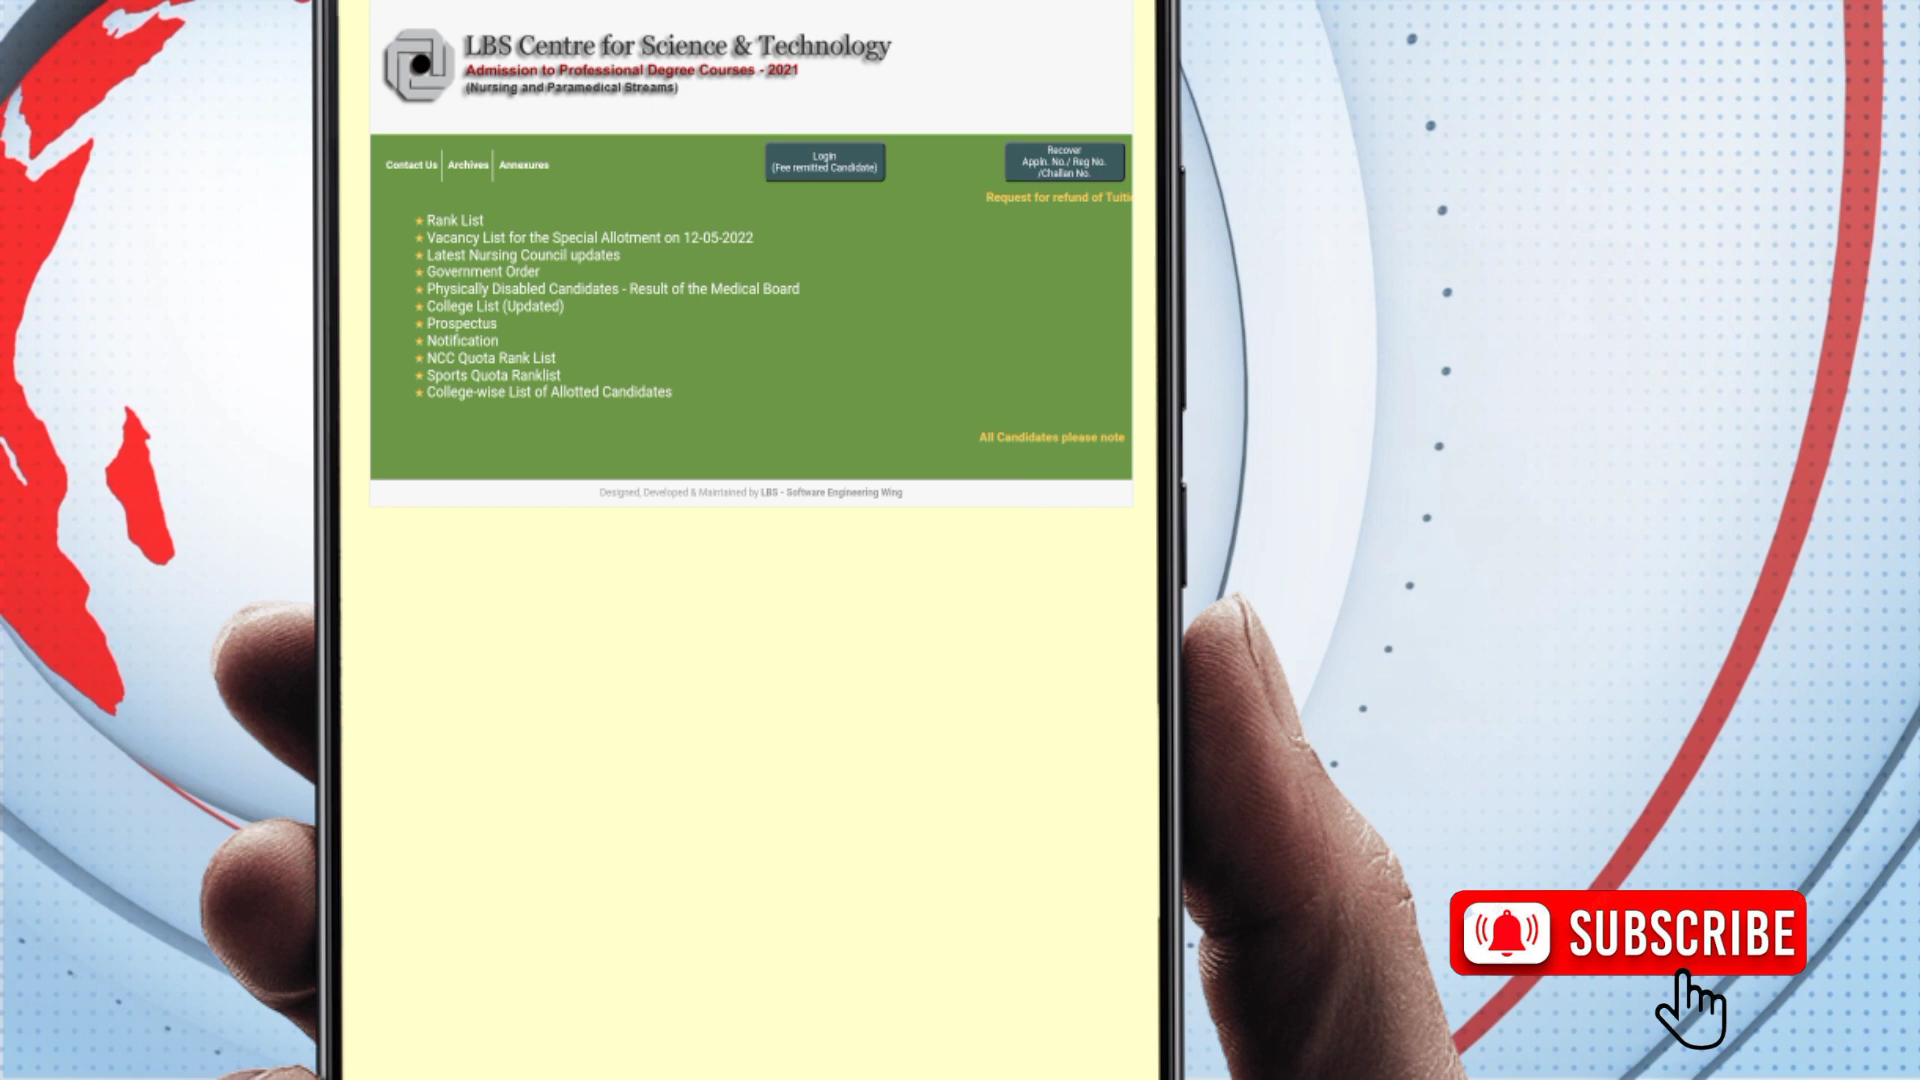 LBS Centre for Science & Technology
Admission to Professional Degree Courses - 2021
(Nursing and Paramedical Streams)
Contact Us
Archives
Annexures
Login
(Fee remitted Candidate)
Recover
Appln. No./ Reg No.
/Challan No.
Request for refund of
Rank List
Vacancy List for the Special Allotment on 12-05-2022
Latest Nursing Council updates
Government Order
Physically Disabled Candidates - Result of the Medical Board
College List (Updated)
Prospectus
Notification
NCC Quota Rank List
Sports Quota Ranklist
College-wise List of Allotted Candidates
All Candidates please note
Designed, Developed & Maintained by LBS - Software Engineering Wing
SUBSCRIBE